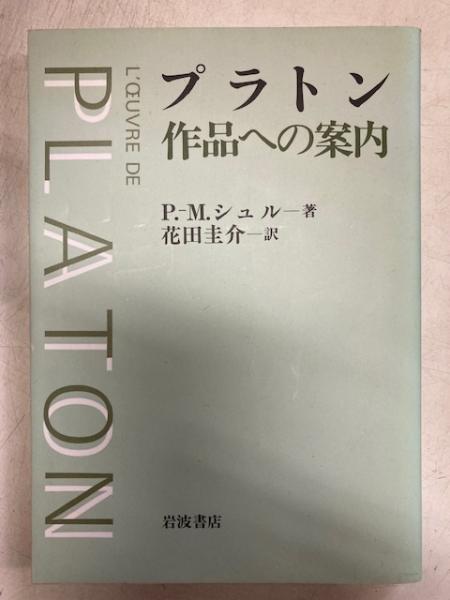 L'ŒUVRE DE
PLATON
プラトン
作品への案内
P.-M.シュル—著
花田圭介—訳
岩波書店